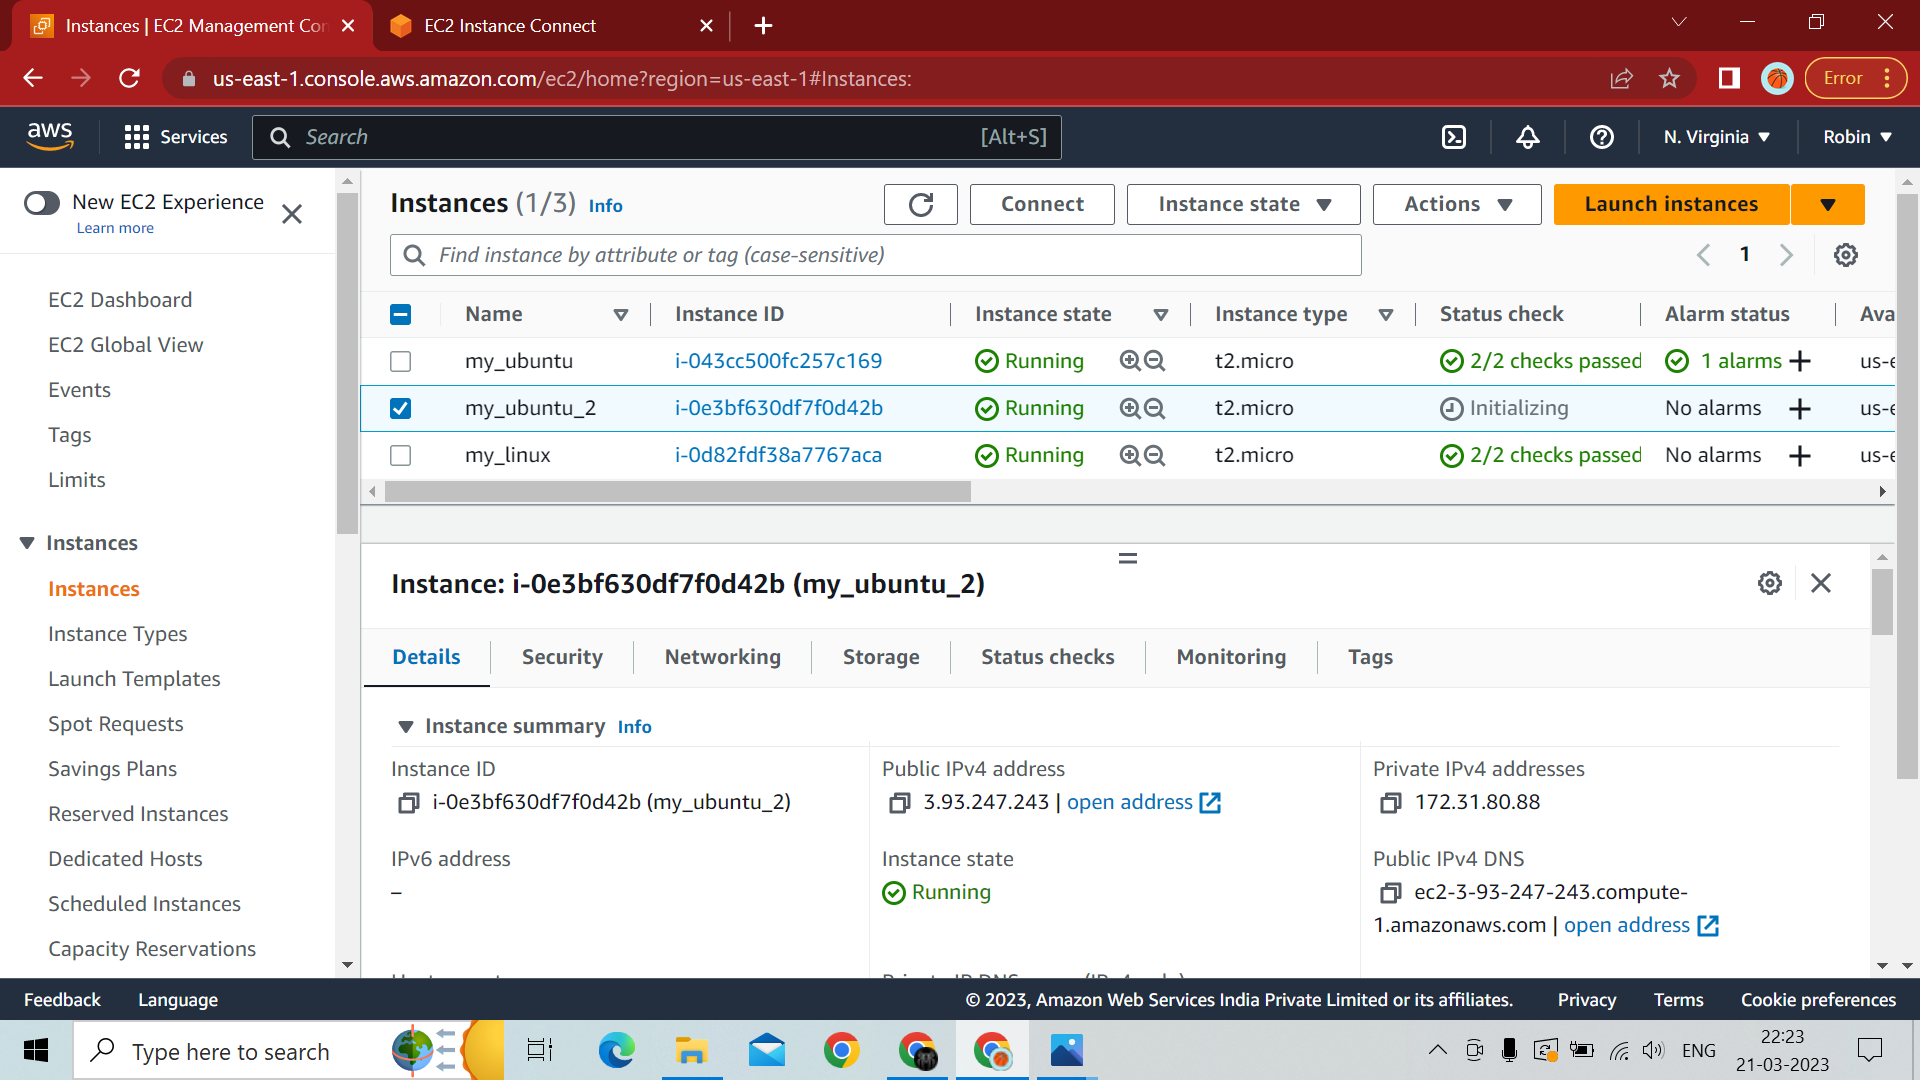 Instances | EC2 Management Con
EC2 Instance Connect
us-east-1.console.aws.amazon.com/ec2/home?region=us-east-1#Instances:
Error
aws
Services
Search
[Alt+S]
N. Virginia
Robin
New EC2 Experience
Learn more
EC2 Dashboard
EC2 Global View
Events
Tags
Limits
Instances
Instances
Instance Types
Launch Templates
Spot Requests
Savings Plans
Reserved Instances
Dedicated Hosts
Scheduled Instances
Capacity Reservations
Instances (1/3) Info
Connect
Instance state
Actions
Launch instances
Find instance by attribute or tag (case-sensitive)
1
Name Instance ID Instance state Instance type Status check Alarm status Ava
my_ubuntu i-043cc500fc257c169 Running t2.micro 2/2 checks passed 1 alarms + us-e
my_ubuntu_2 i-0e3bf630df7f0d42b Running t2.micro Initializing No alarms + us-e
my_linux i-0d82fdf38a7767aca Running t2.micro 2/2 checks passed No alarms + us-e
Instance: i-0e3bf630df7f0d42b (my_ubuntu_2)
Details Security Networking Storage Status checks Monitoring Tags
Instance summary Info
Instance ID
i-0e3bf630df7f0d42b (my_ubuntu_2)
Public IPv4 address
3.93.247.243 | open address
Private IPv4 addresses
172.31.80.88
IPv6 address
–
Instance state
Running
Public IPv4 DNS
ec2-3-93-247-243.compute-
1.amazonaws.com | open address
Feedback Language © 2023, Amazon Web Services India Private Limited or its affiliates. Privacy Terms Cookie preferences
Type here to search
ENG
22:23
21-03-2023